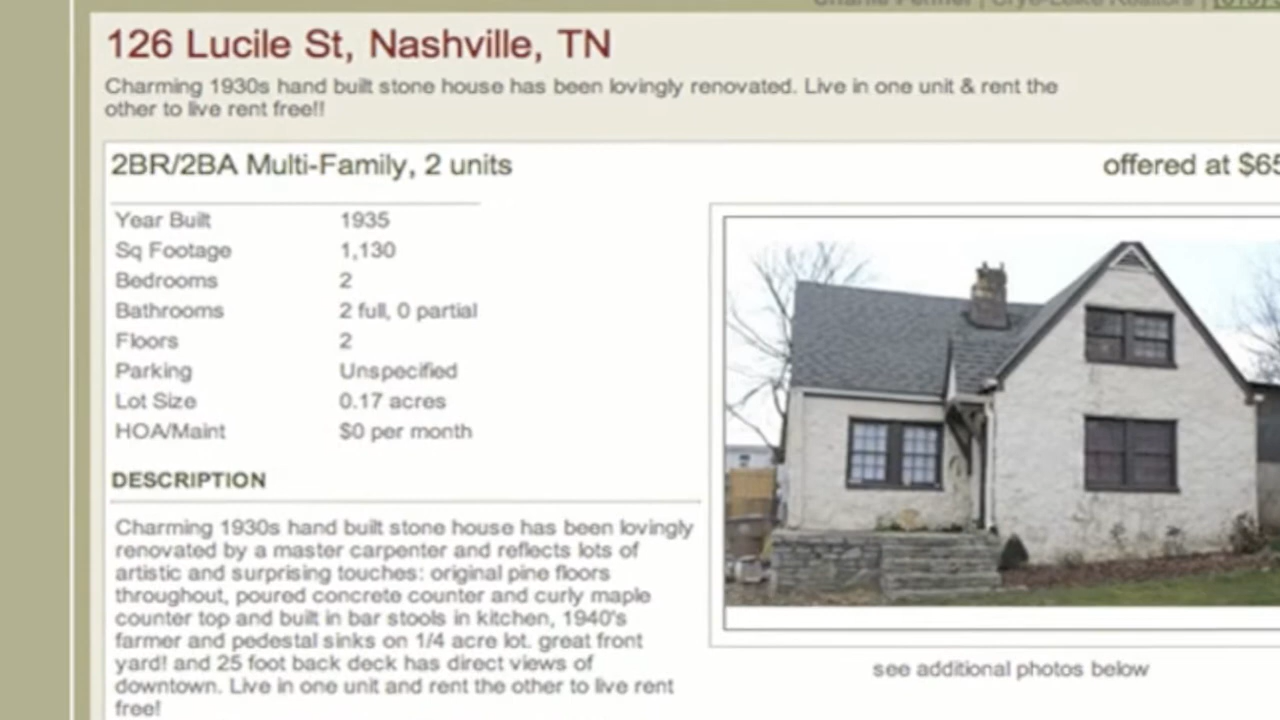 126 Lucile St, Nashville, TN
Charming 1930s hand built stone house has been lovingly renovated. Live in one unit & rent the
other to live rent free!!
2BR/2BA Multi-Family, 2 units
offered at
Year Built 1935
Sq Footage 1,130
Bedrooms 2
Bathrooms 2 full, 0 partial
Floors 2
Parking Unspecified
Lot Size 0.17 acres
HOA/Maint $0 per month
DESCRIPTION
Charming 1930s hand built stone house has been lovingly
renovated by a master carpenter and reflects lots of
artistic and surprising touches: original pine floors
throughout, poured concrete counter and curly maple
counter top and built in bar stools in kitchen, 1940's
farmer and pedestal sinks on 1/4 acre lot. great front
yard! and 25 foot back deck has direct views of
downtown. Live in one unit and rent the other to live rent
free!
see additional photos below